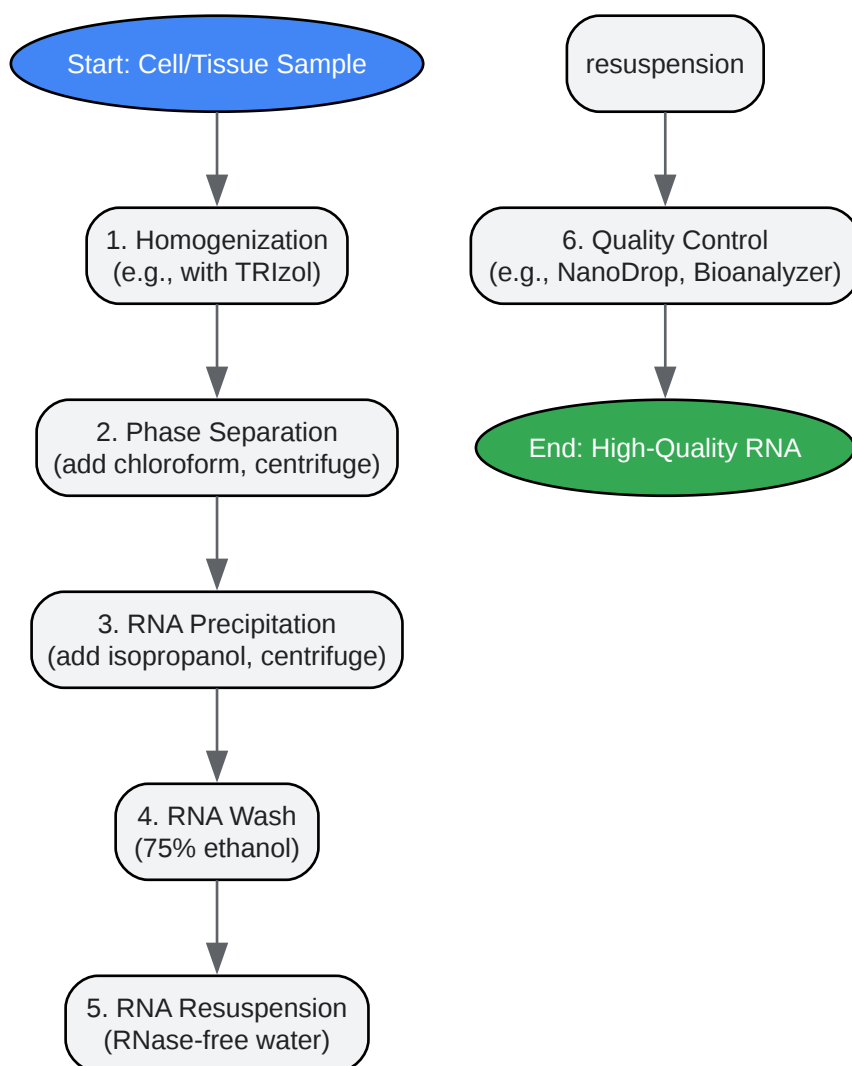 Start: Cell/Tissue Sample
1. Homogenization
(e.g., with TRIzol)
2. Phase Separation
(add chloroform, centrifuge)
3. RNA Precipitation
(add isopropanol, centrifuge)
4. RNA Wash
(75% ethanol)
5. RNA Resuspension
(RNase-free water)
resuspension
6. Quality Control
(e.g., NanoDrop, Bioanalyzer)
End: High-Quality RNA